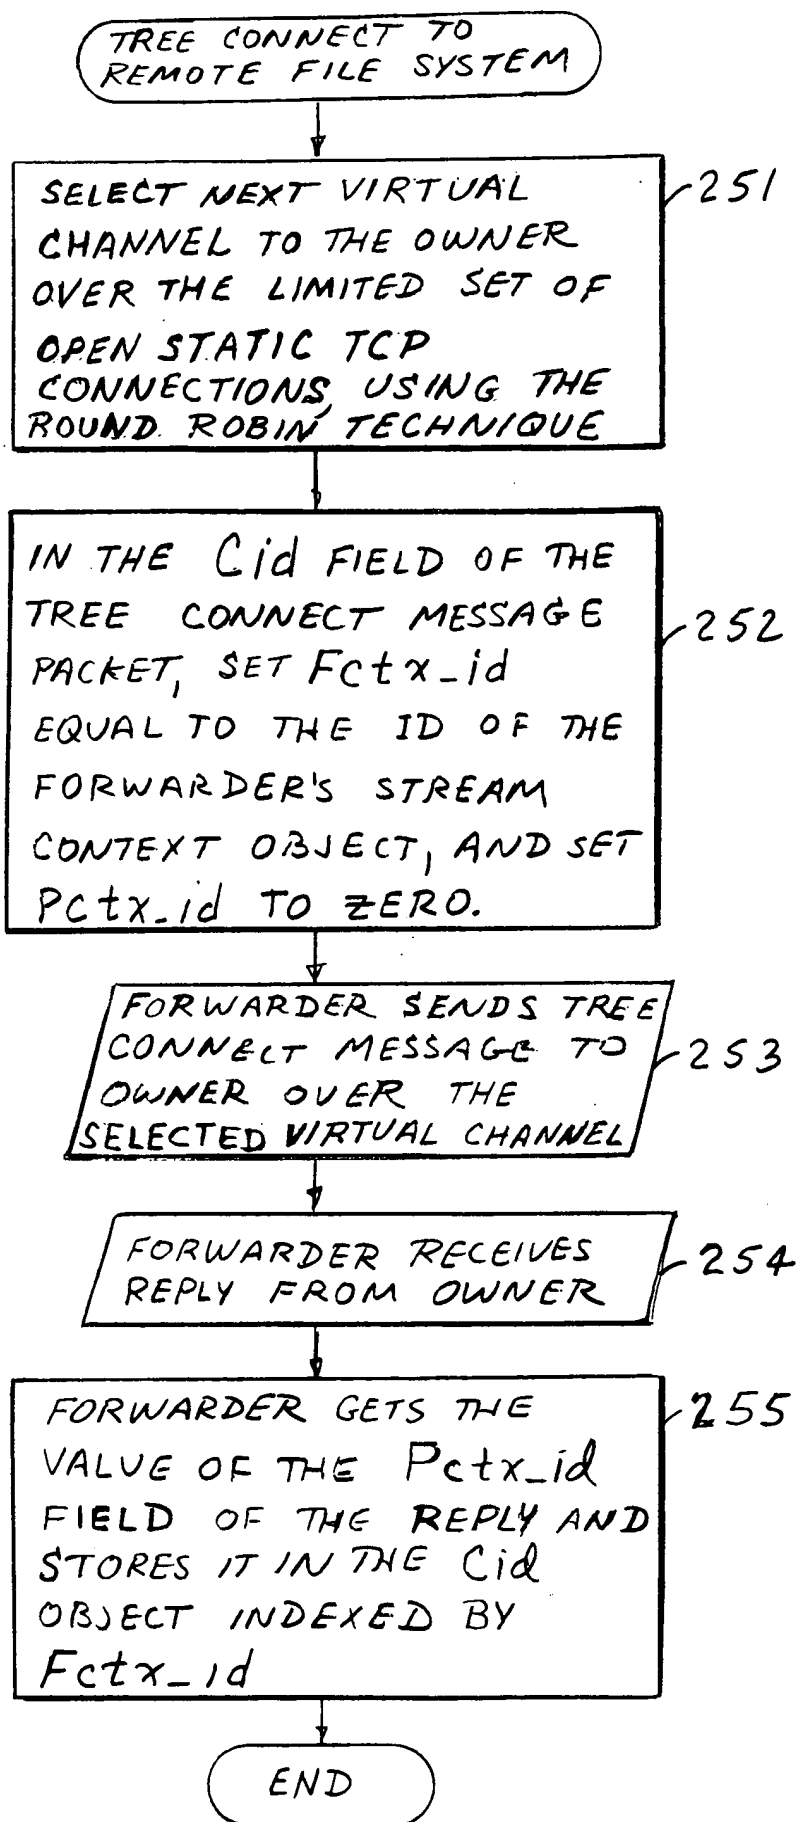 TREE CONNECT TO
REMOTE FILE SYSTEM
SELECT NEXT VIRTUAL
CHANNEL TO THE OWNER
OVER THE LIMITED SET OF
OPEN STATIC TCP
CONNECTIONS, USING THE
ROUND ROBIN TECHNIQUE
251
IN THE Cid FIELD OF THE
TREE CONNECT MESSAGE
PACKET, SET Fctx_id
EQUAL TO THE ID OF THE
FORWARDER'S STREAM
CONTEXT OBJECT, AND SET
Pctx_id TO ZERO.
252
FORWARDER SENDS TREE
CONNECT MESSAGE TO
OWNER OVER THE
SELECTED VIRTUAL CHANNEL
253
FORWARDER RECEIVES
REPLY FROM OWNER
254
FORWARDER GETS THE
VALUE OF THE Pctx_id
FIELD OF THE REPLY AND
STORES IT IN THE Cid
OBJECT INDEXED BY
Fctx_id
255
END